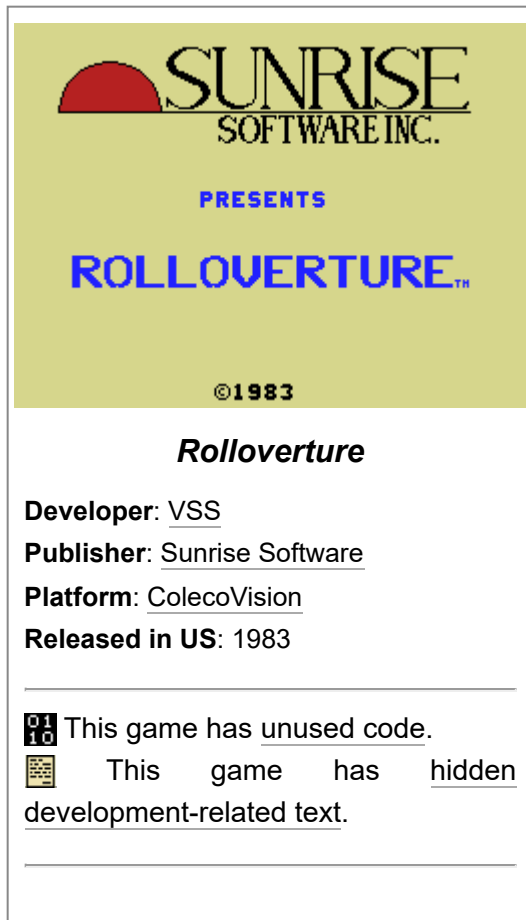 SUNRISE
SOFTWARE INC.
PRESENTS
ROLLOVERTURE™
©1983
Rolloverture
Developer: VSS
Publisher: Sunrise Software
Platform: ColecoVision
Released in US: 1983
01
10 This game has unused code.
This game has hidden
development-related text.